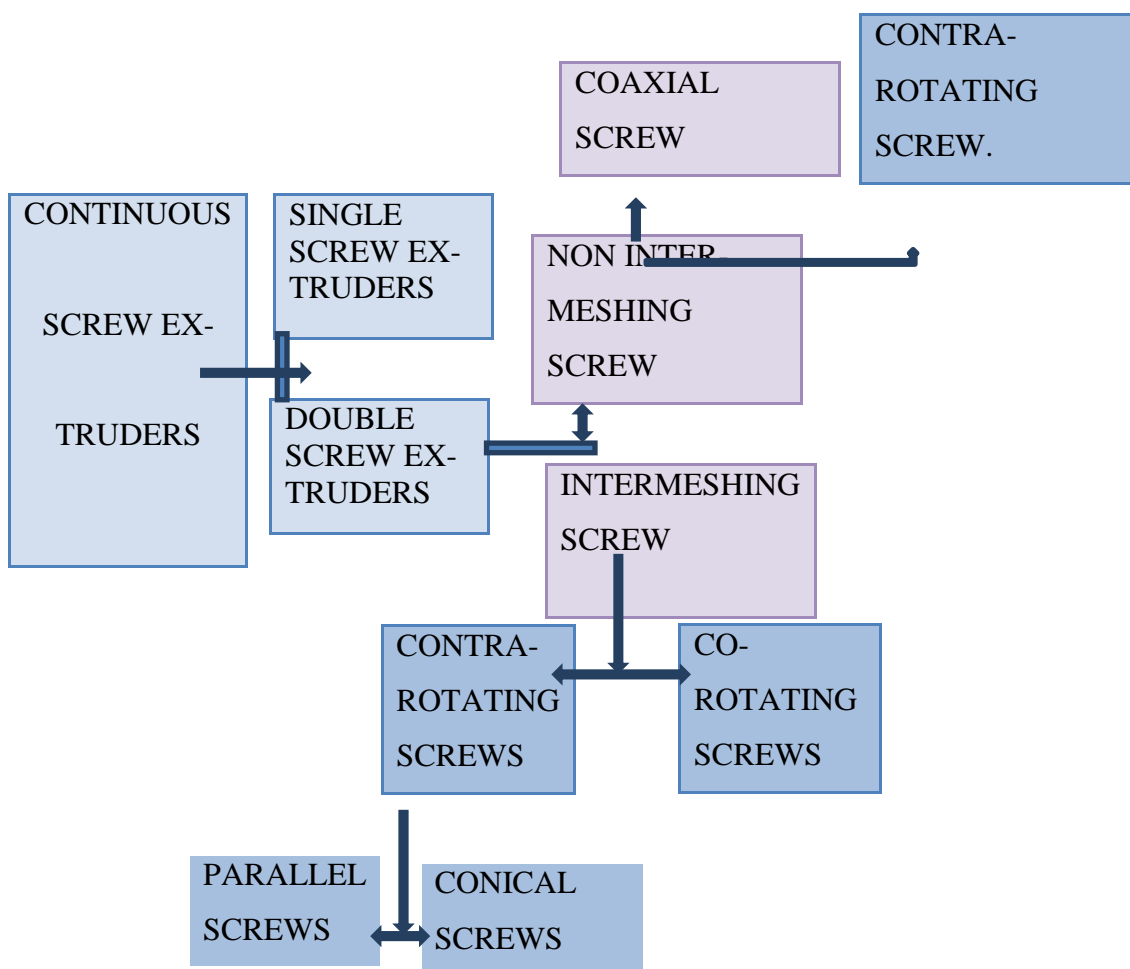 CONTINUOUS
SCREW EX-
TRUDERS
SINGLE
SCREW EX-
TRUDERS
DOUBLE
SCREW EX-
TRUDERS
COAXIAL
SCREW
CONTRA-
ROTATING
SCREW.
NON INTER-
MESHING
SCREW
INTERMESHING
SCREW
CONTRA-
ROTATING
SCREWS
CO-
ROTATING
SCREWS
PARALLEL
SCREWS
CONICAL
SCREWS